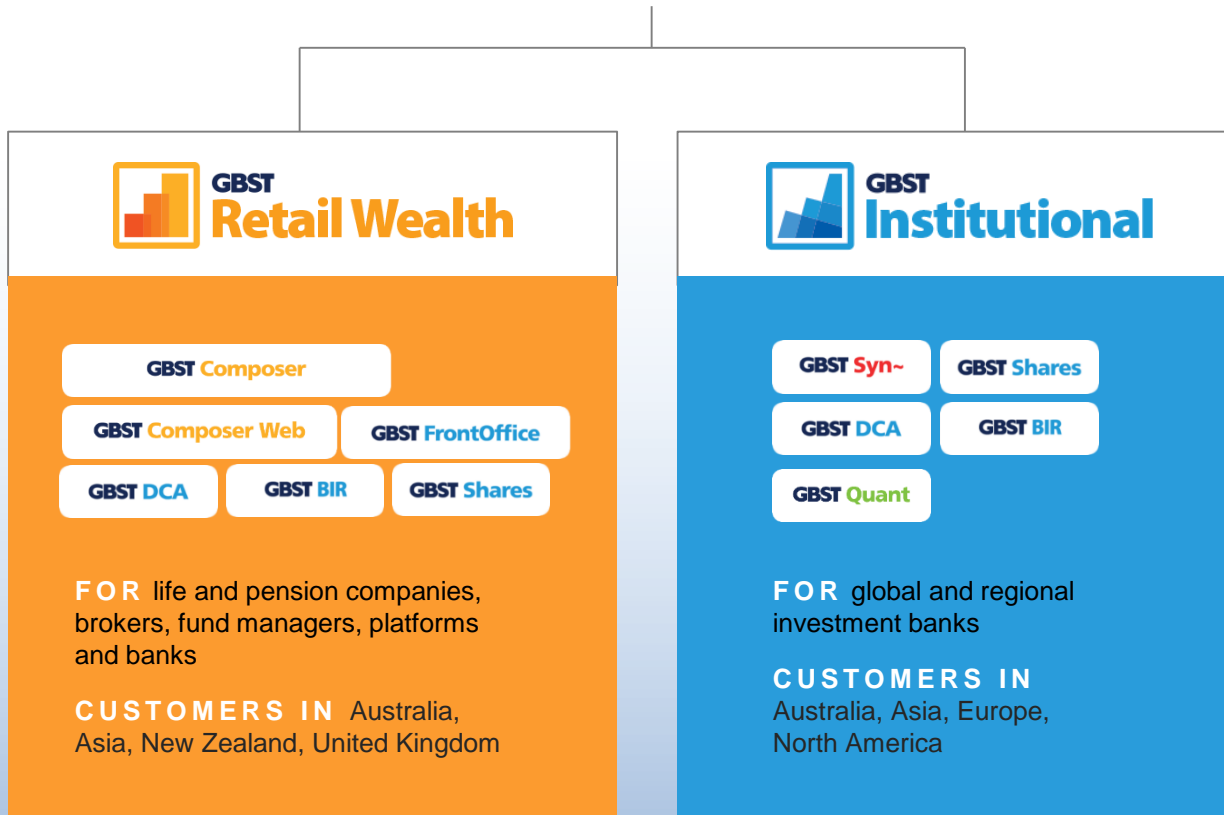 GBST
Retail Wealth
GBST Composer
GBST Composer Web
GBST FrontOffice
GBST DCA
GBST BIR
GBST Shares
FOR life and pension companies,
brokers, fund managers, platforms
and banks
CUSTOMERS IN Australia,
Asia, New Zealand, United Kingdom
GBST
Institutional
GBST Syn~
GBST Shares
GBST DCA
GBST BIR
GBST Quant
FOR global and regional
investment banks
CUSTOMERS IN
Australia, Asia, Europe,
North America